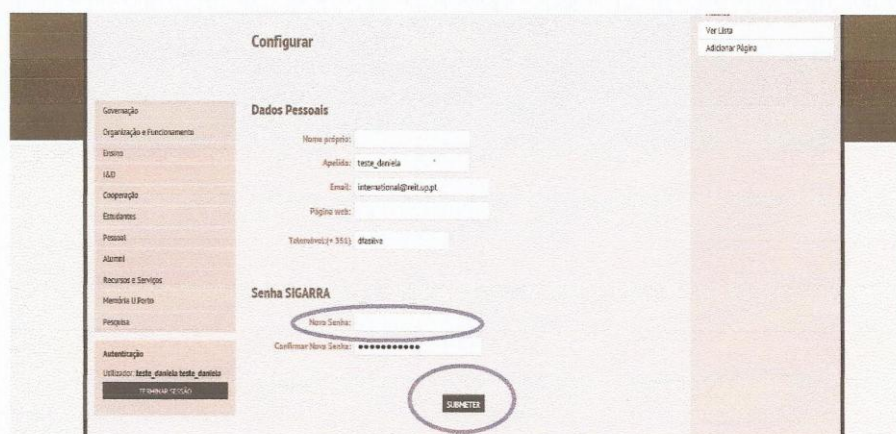 Ver Lista
Adicionar Página
Configurar
Governação
Organização e Funcionamento
Ensino
I&D
Cooperação
Estudantes
Pessoal
Alumni
Recursos e Serviços
Memória U.Porto
Pesquisa
Autenticação
Utilizador: teste_daniela teste_daniela
TERMINAR SESSÃO
Dados Pessoais
Nome próprio:
Apelido: teste_daniela
Email: international@reit.up.pt
Página web:
Telemóvel:(+ 351) dfasilva
Senha SIGARRA
Nova Senha:
Confirmar Nova Senha: ●●●●●●●●●●●
SUBMETER